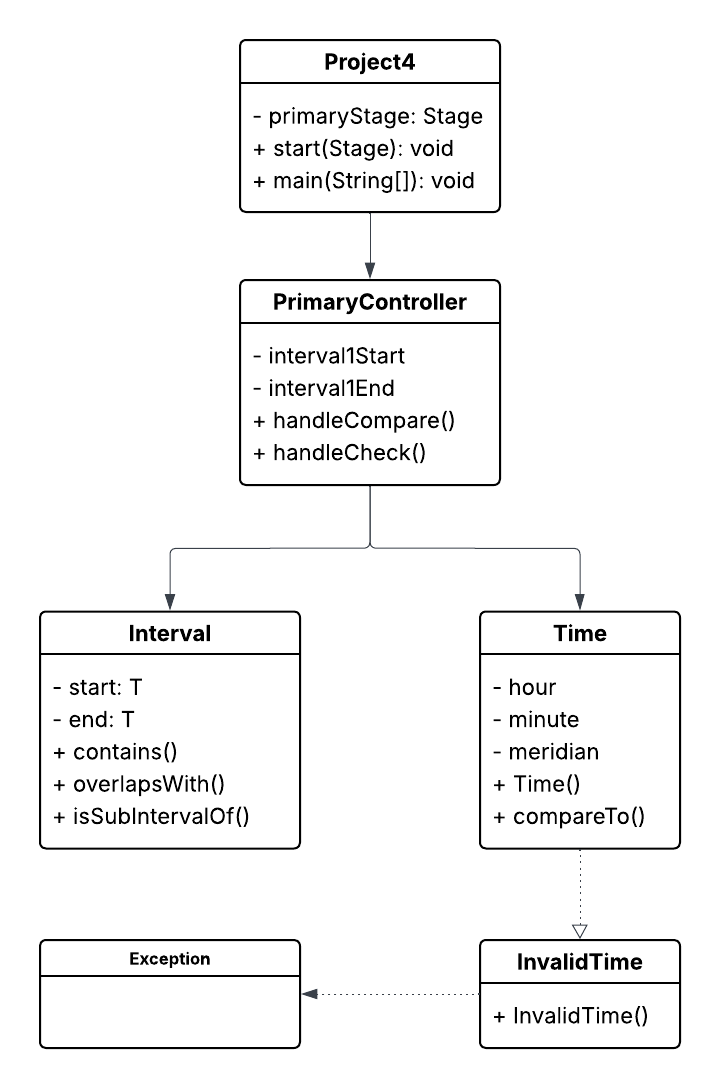 Project4
- primaryStage: Stage
+ start(Stage): void
+ main(String[]): void
PrimaryController
- interval1Start
- interval1End
+ handleCompare()
+ handleCheck()
Interval
- start: T
- end: T
+ contains()
+ overlapsWith()
+ isSubIntervalOf()
Time
- hour
- minute
- meridian
+ Time()
+ compareTo()
Exception
InvalidTime
+ InvalidTime()